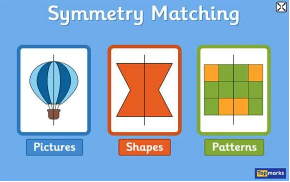 Symmetry Matching
Pictures
Shapes
Patterns
Topmarks